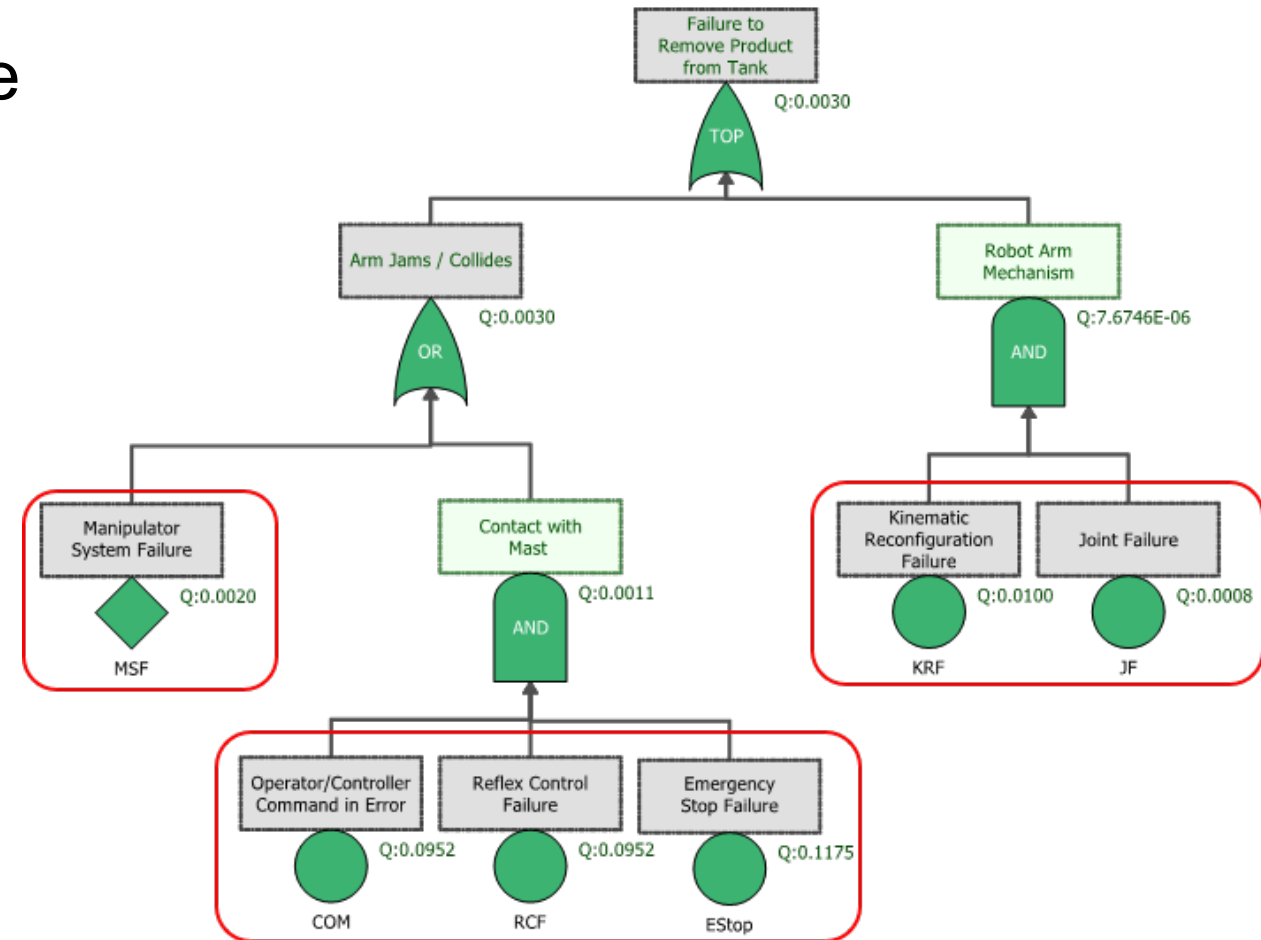 e
Failure to
Remove Product
from Tank
Q:0.0030
TOP
Arm Jams / Collides
Q:0.0030
OR
Robot Arm
Mechanism
Q:7.6746E-06
AND
Manipulator
System Failure
Q:0.0020
MSF
Contact with
Mast
Q:0.0011
AND
Kinematic
Reconfiguration
Failure
Q:0.0100
KRF
Joint Failure
Q:0.0008
JF
Operator/Controller
Command in Error
Q:0.0952
COM
Reflex Control
Failure
Q:0.0952
RCF
Emergency
Stop Failure
Q:0.1175
EStop